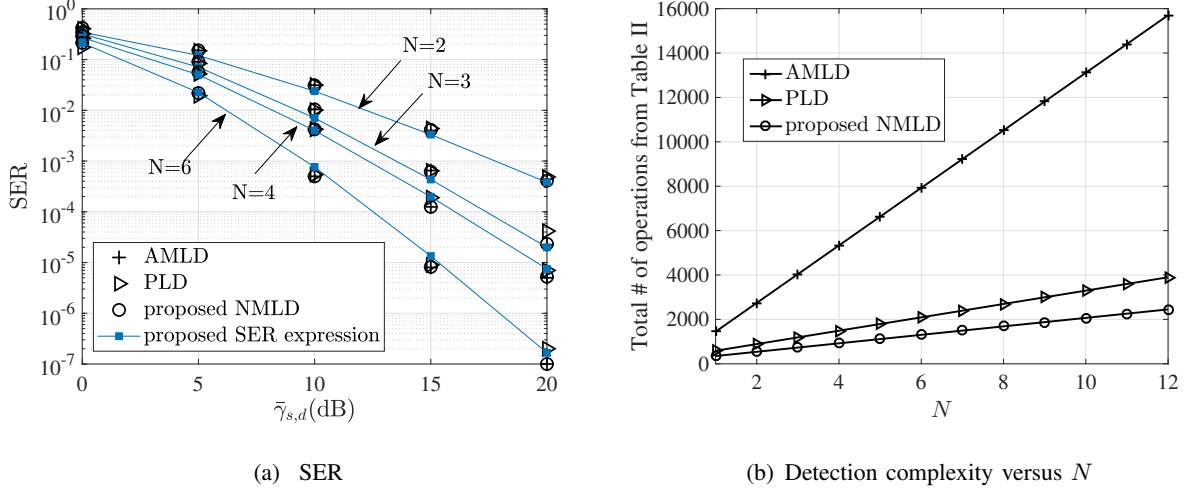 10^0
10^-1
10^-2
10^-3
10^-4
10^-5
10^-6
10^-7
SER
N=2
N=3
N=6
N=4
AMLD
PLD
proposed NMLD
proposed SER expression
0 5 10 15 20
γ̄_{s,d}(dB)
(a) SER
16000
14000
12000
10000
8000
6000
4000
2000
0
Total # of operations from Table II
AMLD
PLD
proposed NMLD
2 4 6 8 10 12
N
(b) Detection complexity versus N